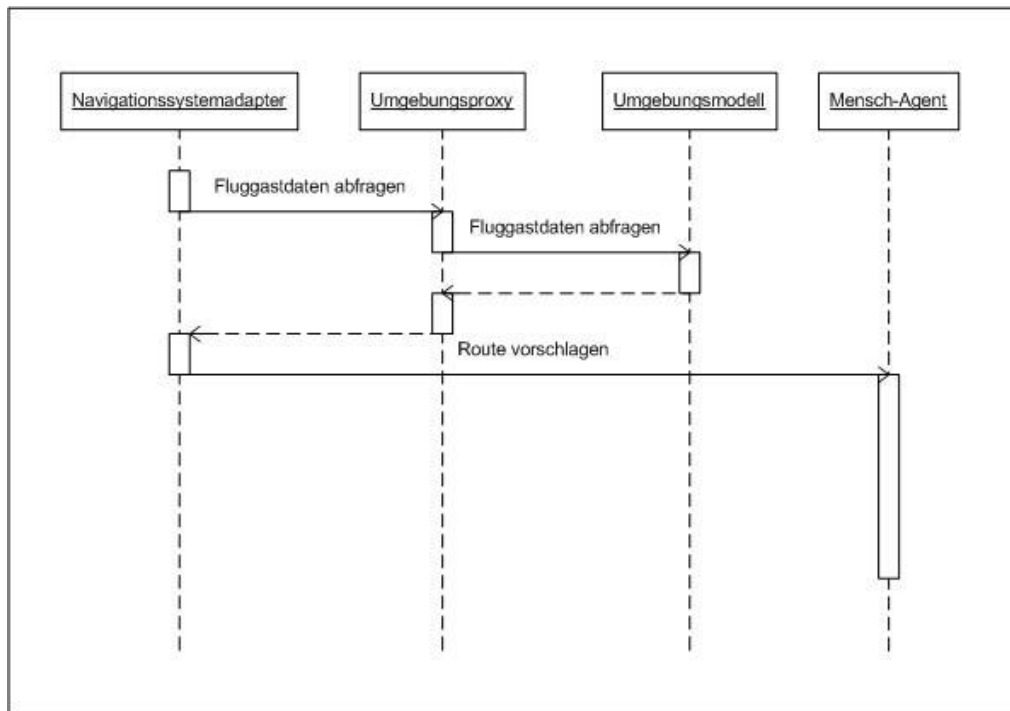 Navigationssystemadapter
Umgebungsproxy
Umgebungsmodell
Mensch-Agent
Fluggastdaten abfragen
Fluggastdaten abfragen
Route vorschlagen